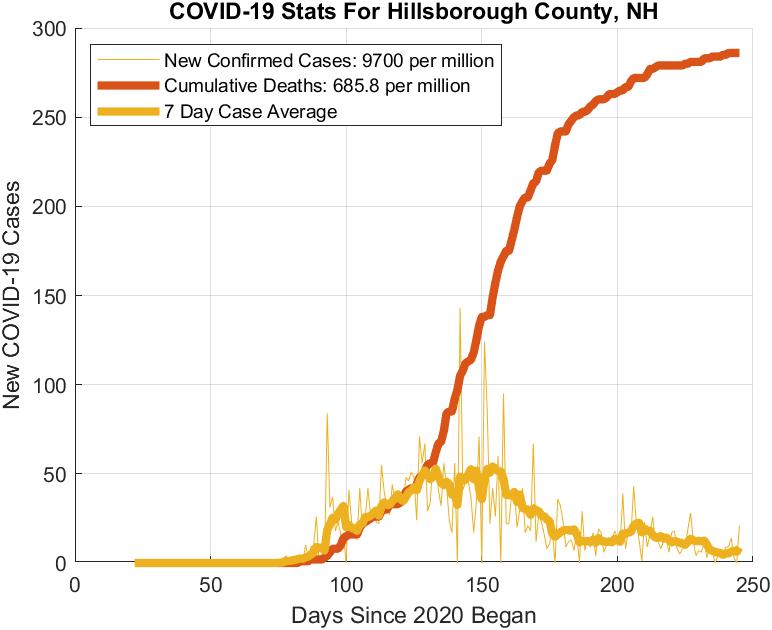 COVID-19 Stats For Hillsborough County, NH
New Confirmed Cases: 9700 per million
Cumulative Deaths: 685.8 per million
7 Day Case Average
New COVID-19 Cases
300
250
200
150
100
50
0
0 50 100 150 200 250
Days Since 2020 Began